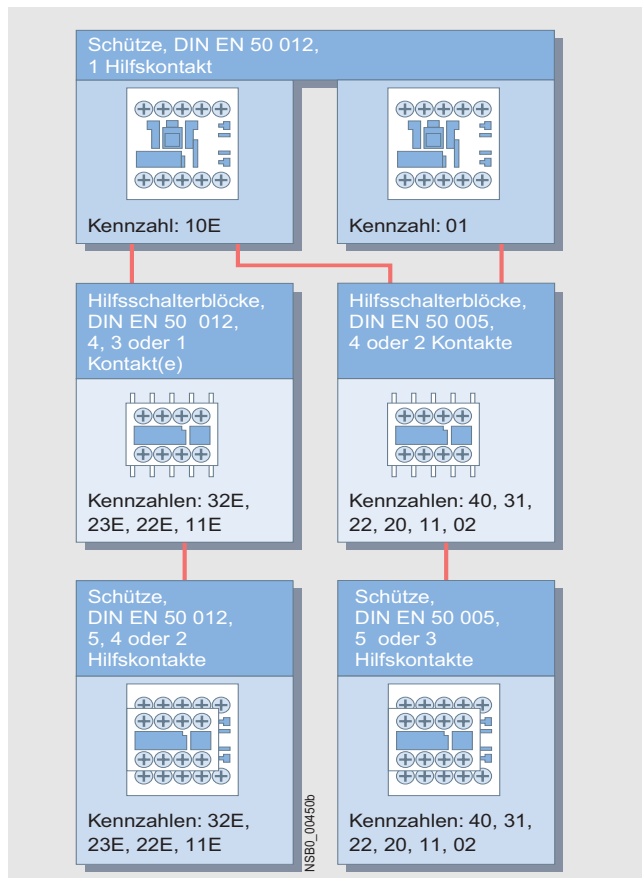 Schütze, DIN EN 50 012,
1 Hilfskontakt
Kennzahl: 10E
Kennzahl: 01
Hilfsschalterblöcke,
DIN EN 50 012,
4, 3 oder 1
Kontakt(e)
Kennzahlen: 32E,
23E, 22E, 11E
Hilfsschalterblöcke,
DIN EN 50 005,
4 oder 2 Kontakte
Kennzahlen: 40, 31,
22, 20, 11, 02
Schütze,
DIN EN 50 012,
5, 4 oder 2
Hilfskontakte
Kennzahlen: 32E,
23E, 22E, 11E
Schütze,
DIN EN 50 005,
5 oder 3
Hilfskontakte
Kennzahlen: 40, 31,
22, 20, 11, 02
NSB0_00450b